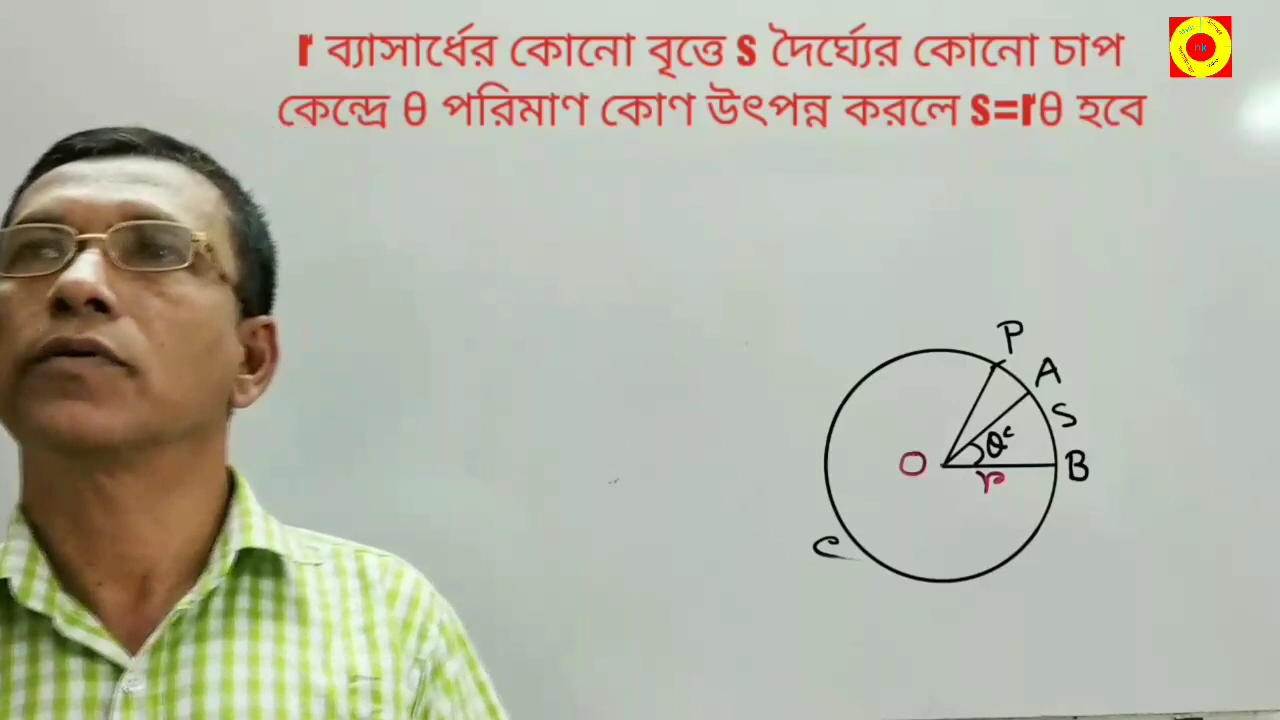 r ব্যাসার্ধের কোনো বৃত্তে s দৈর্ঘ্যের কোনো চাপ
কেন্দ্রে θ পরিমাণ কোণ উৎপন্ন করলে s=rθ হবে
P
A
S
θᶜ
O
B
r
C